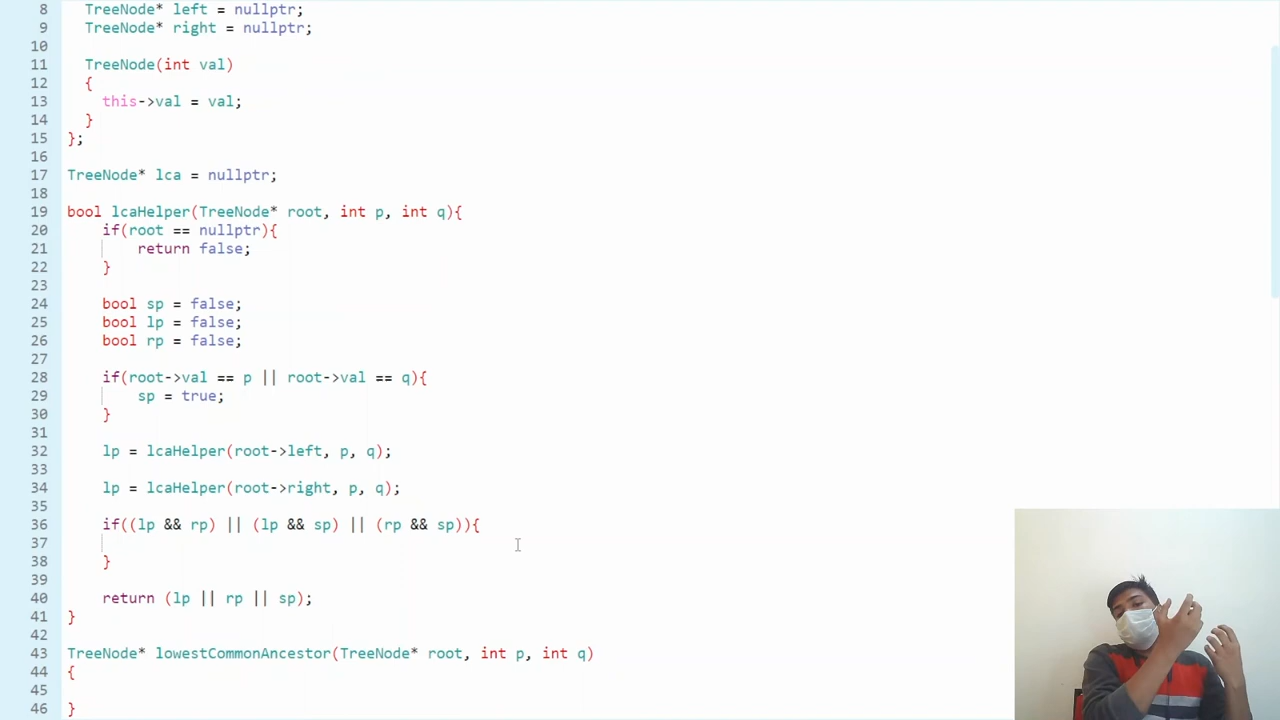 8 TreeNode* left = nullptr;
9 TreeNode* right = nullptr;
10
11 TreeNode(int val)
12 {
13 this->val = val;
14 }
15 };
16
17 TreeNode* lca = nullptr;
18
19 bool lcaHelper(TreeNode* root, int p, int q){
20 if(root == nullptr){
21 return false;
22 }
23
24 bool sp = false;
25 bool lp = false;
26 bool rp = false;
27
28 if(root->val == p || root->val == q){
29 sp = true;
30 }
31
32 lp = lcaHelper(root->left, p, q);
33
34 lp = lcaHelper(root->right, p, q);
35
36 if((lp && rp) || (lp && sp) || (rp && sp)){
37
38 }
39
40 return (lp || rp || sp);
41 }
42
43 TreeNode* lowestCommonAncestor(TreeNode* root, int p, int q)
44 {
45
46 }